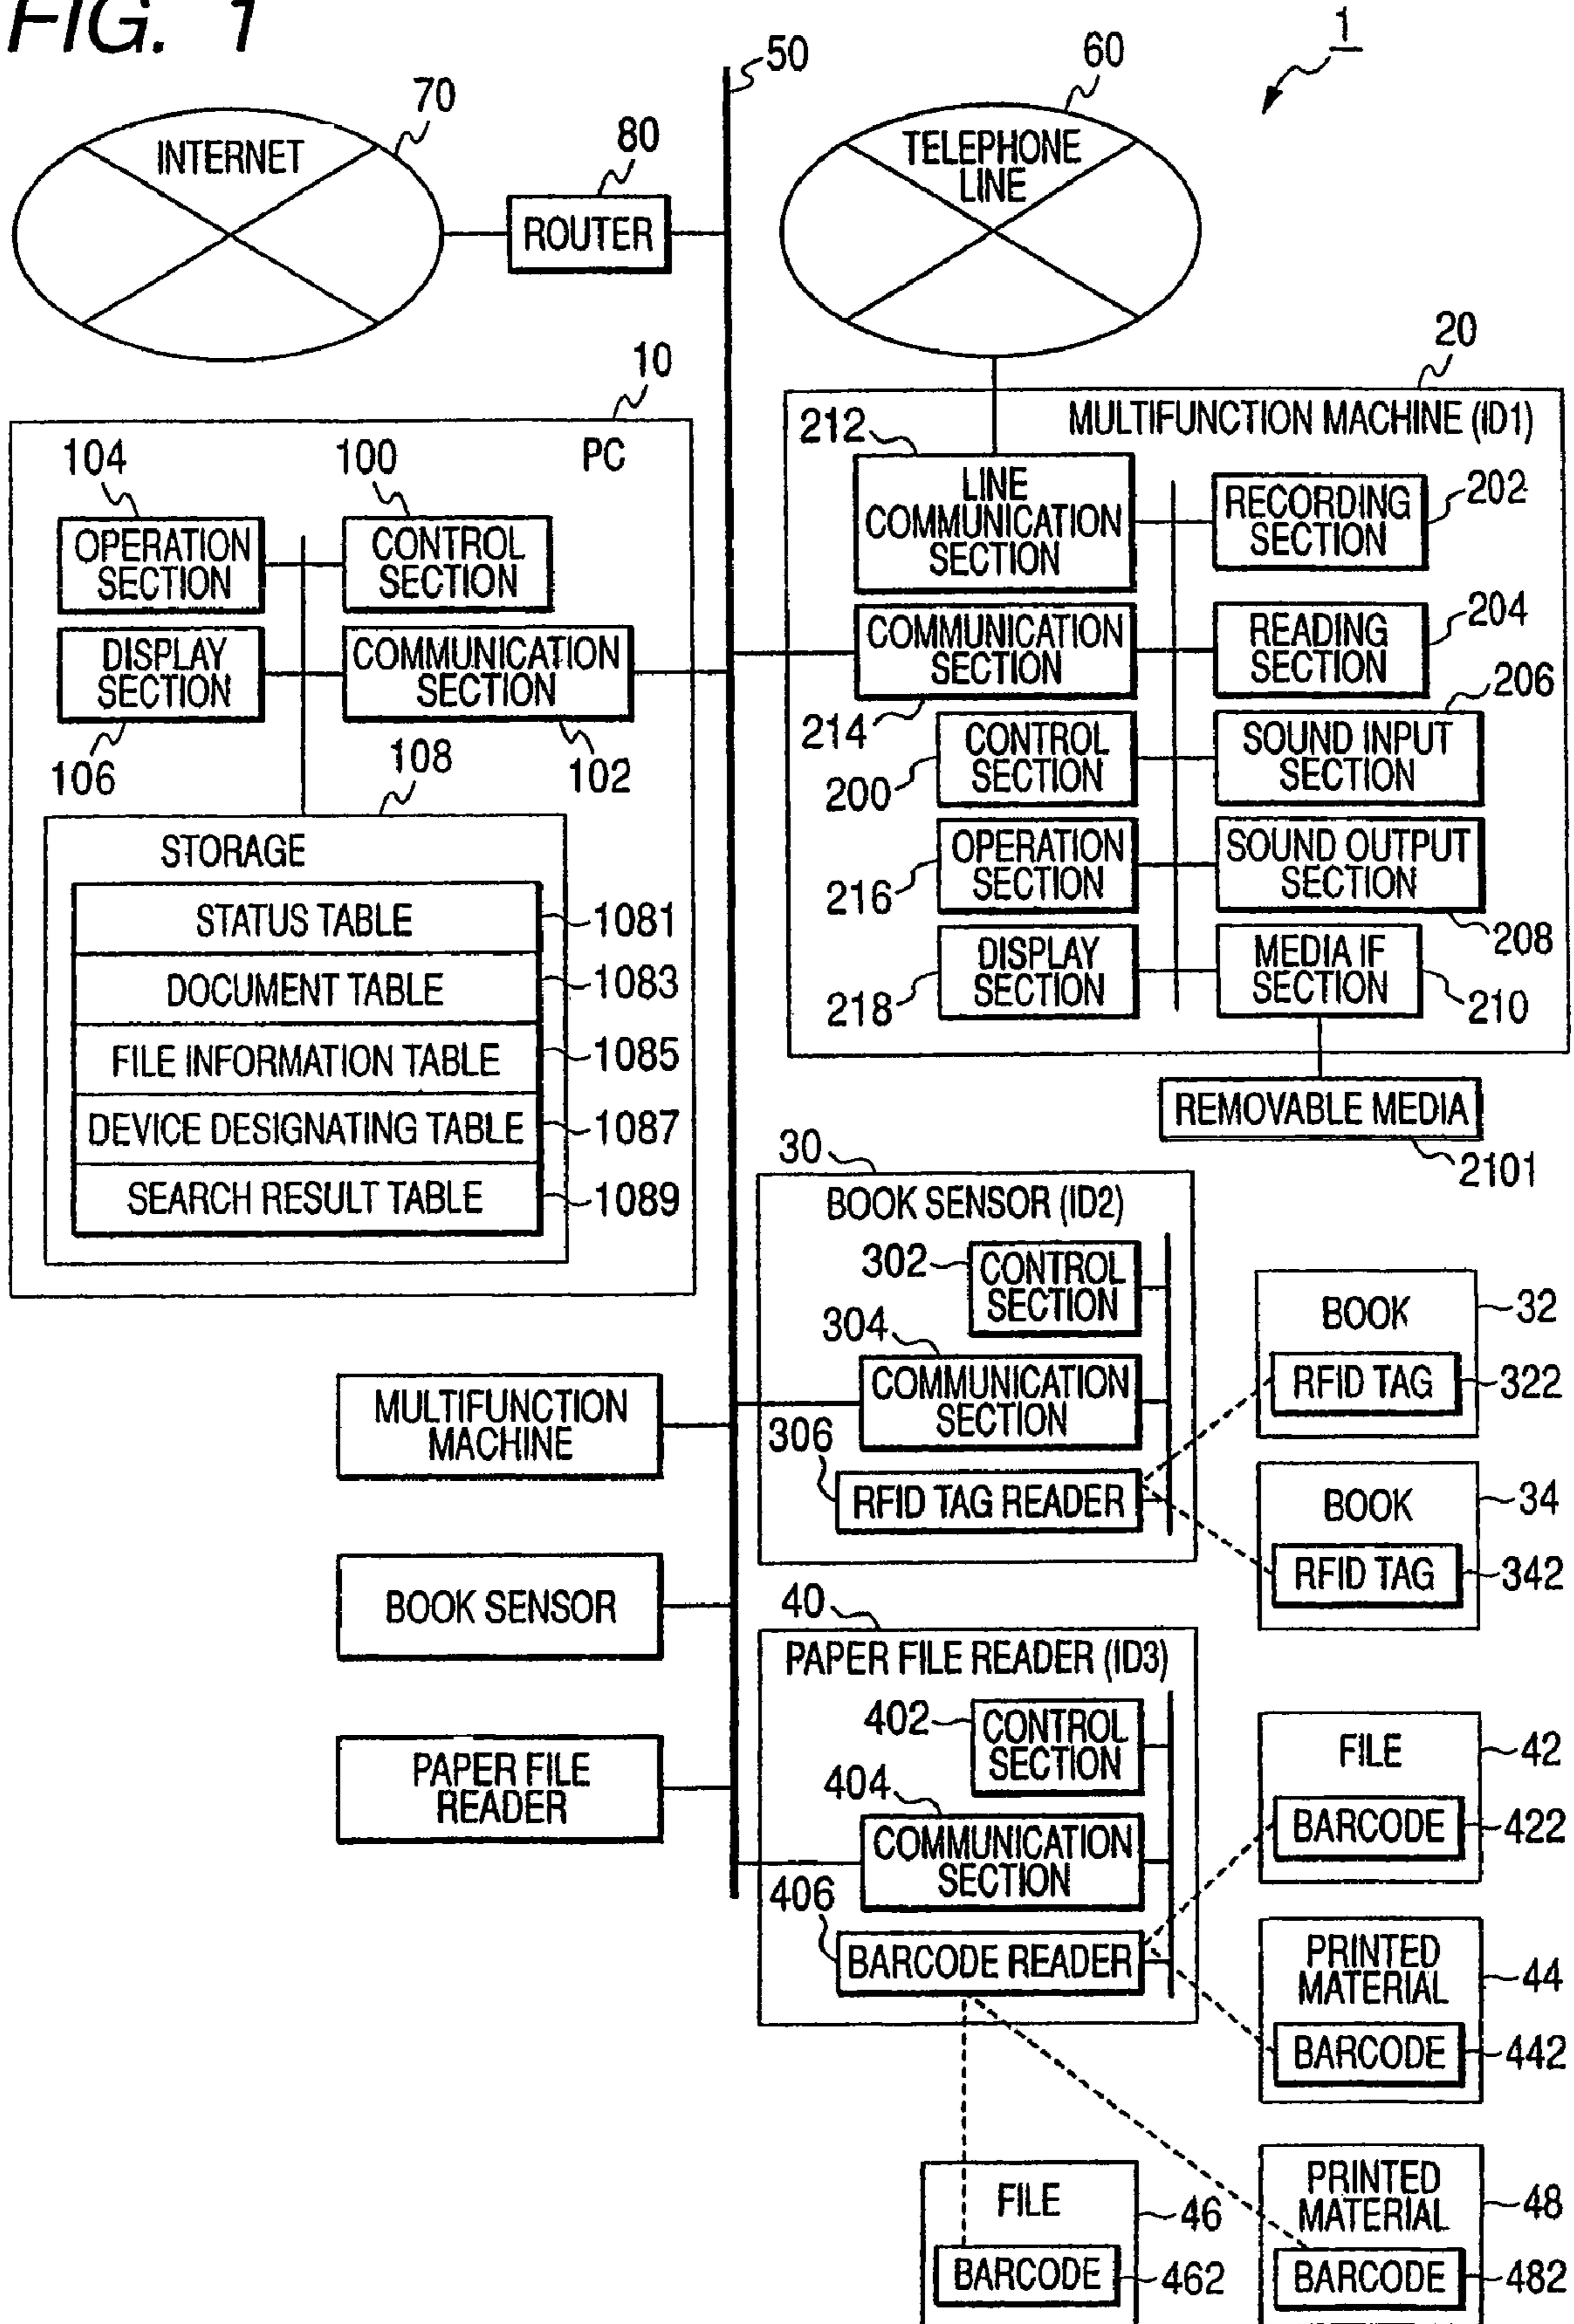 FIG. 1
1
50
60
70
INTERNET
80
ROUTER
TELEPHONE
LINE
10
PC
104
100
OPERATION
SECTION
CONTROL
SECTION
DISPLAY
SECTION
COMMUNICATION
SECTION
106
108
102
STORAGE
STATUS TABLE
1081
DOCUMENT TABLE
1083
FILE INFORMATION TABLE
1085
DEVICE DESIGNATING TABLE
1087
SEARCH RESULT TABLE
1089
20
MULTIFUNCTION MACHINE (ID1)
212
LINE
COMMUNICATION
SECTION
RECORDING
SECTION
202
COMMUNICATION
SECTION
214
READING
SECTION
204
CONTROL
SECTION
200
SOUND INPUT
SECTION
206
OPERATION
SECTION
216
SOUND OUTPUT
SECTION
208
DISPLAY
SECTION
218
MEDIA IF
SECTION
210
REMOVABLE MEDIA
2101
MULTIFUNCTION
MACHINE
BOOK SENSOR
PAPER FILE
READER
30
BOOK SENSOR (ID2)
302
CONTROL
SECTION
304
COMMUNICATION
SECTION
306
RFID TAG READER
BOOK
32
RFID TAG
322
BOOK
34
RFID TAG
342
40
PAPER FILE READER (ID3)
402
CONTROL
SECTION
404
COMMUNICATION
SECTION
406
BARCODE READER
FILE
42
BARCODE
422
PRINTED
MATERIAL
44
BARCODE
442
FILE
46
BARCODE
462
PRINTED
MATERIAL
48
BARCODE
482